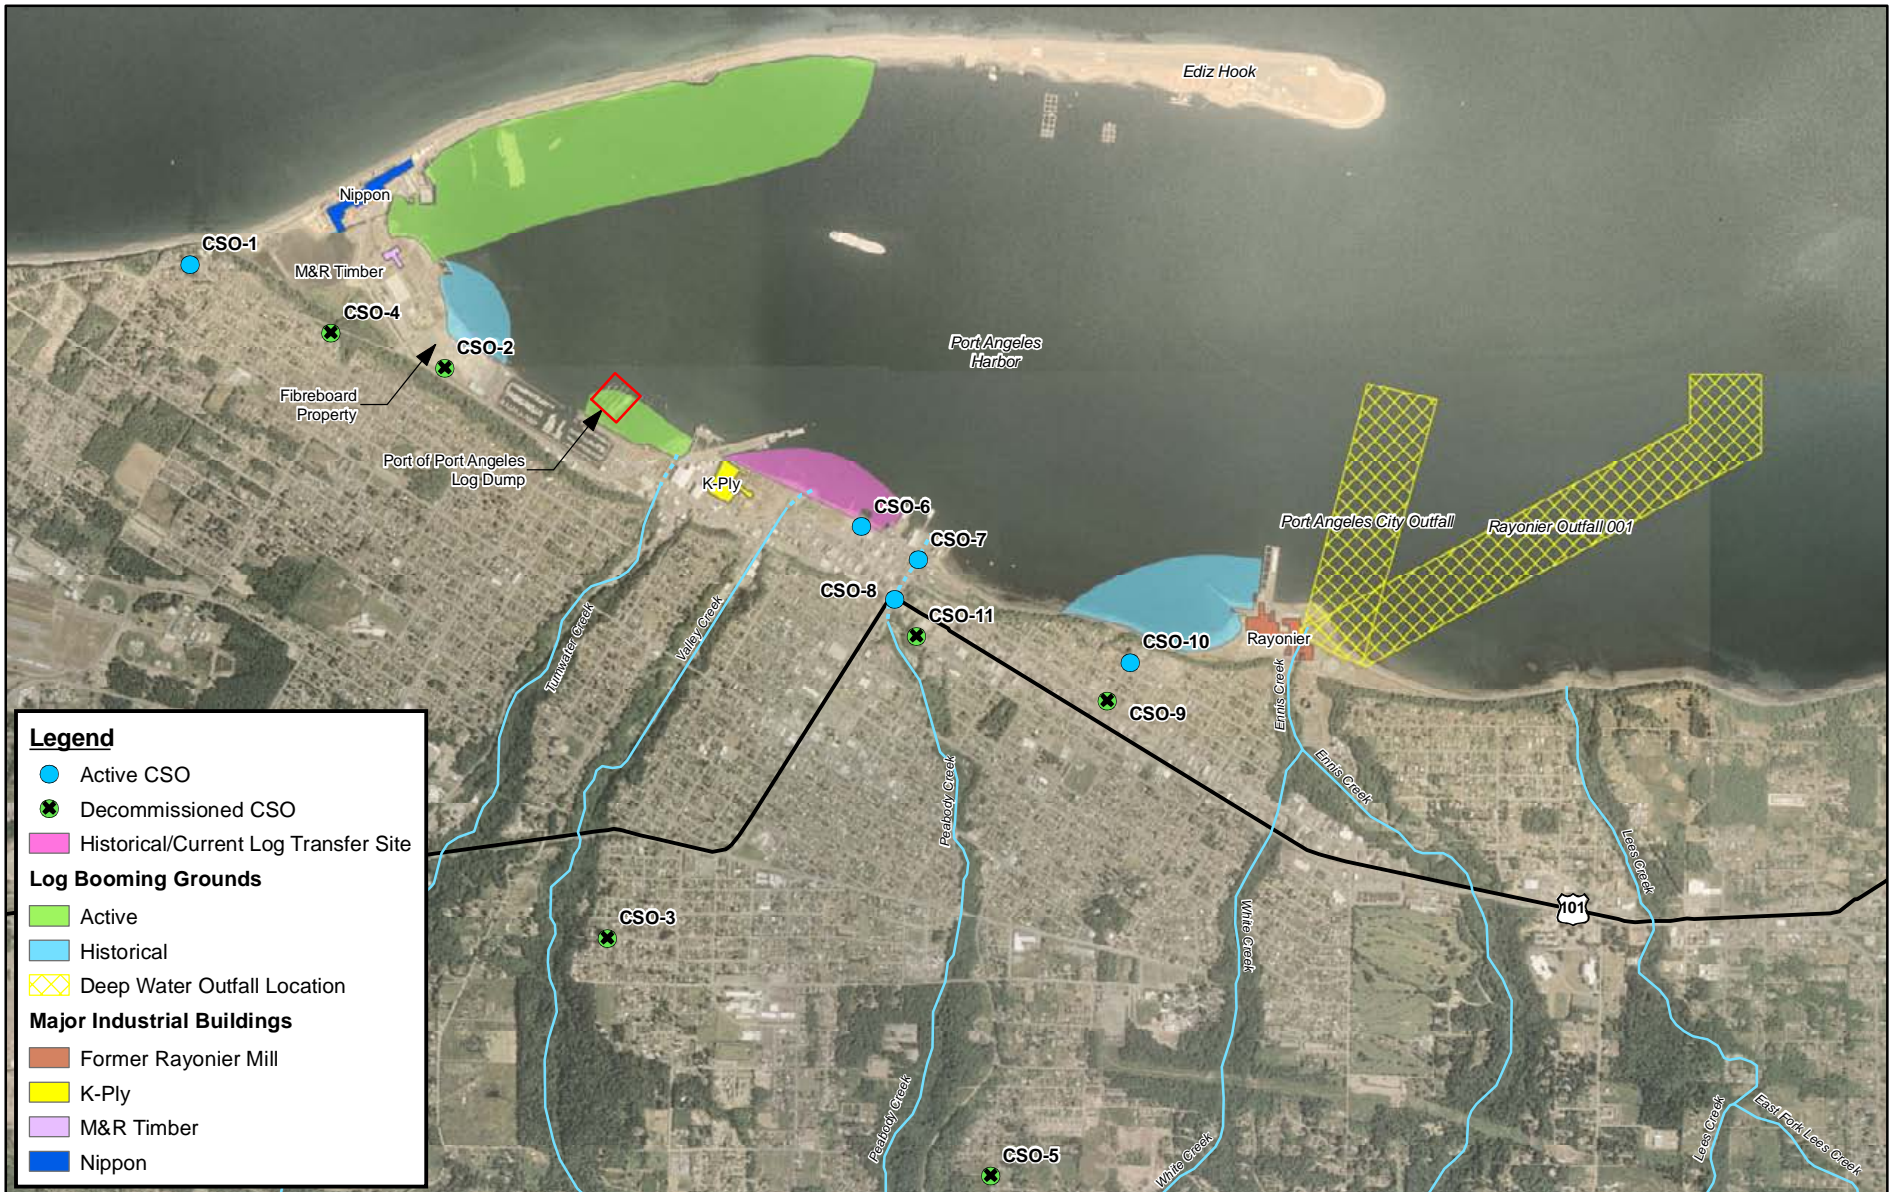 Ediz Hook
Nippon
CSO-1
M&R Timber
CSO-4
CSO-2
Port Angeles
Harbor
Fibreboard
Property
Port of Port Angeles
Log Dump
K-Ply
CSO-6
Port Angeles City Outfall
Rayonier Outfall 001
CSO-7
CSO-8
CSO-11
CSO-10
Rayonier
Tumwater Creek
Valley Creek
Ennis Creek
CSO-9
Ennis Creek
Peabody Creek
Lees Creek
CSO-3
101
White Creek
Peabody Creek
White Creek
CSO-5
Lees Creek
East Fork Lees Creek
Legend
Active CSO
Decommissioned CSO
Historical/Current Log Transfer Site
Log Booming Grounds
Active
Historical
Deep Water Outfall Location
Major Industrial Buildings
Former Rayonier Mill
K-Ply
M&R Timber
Nippon